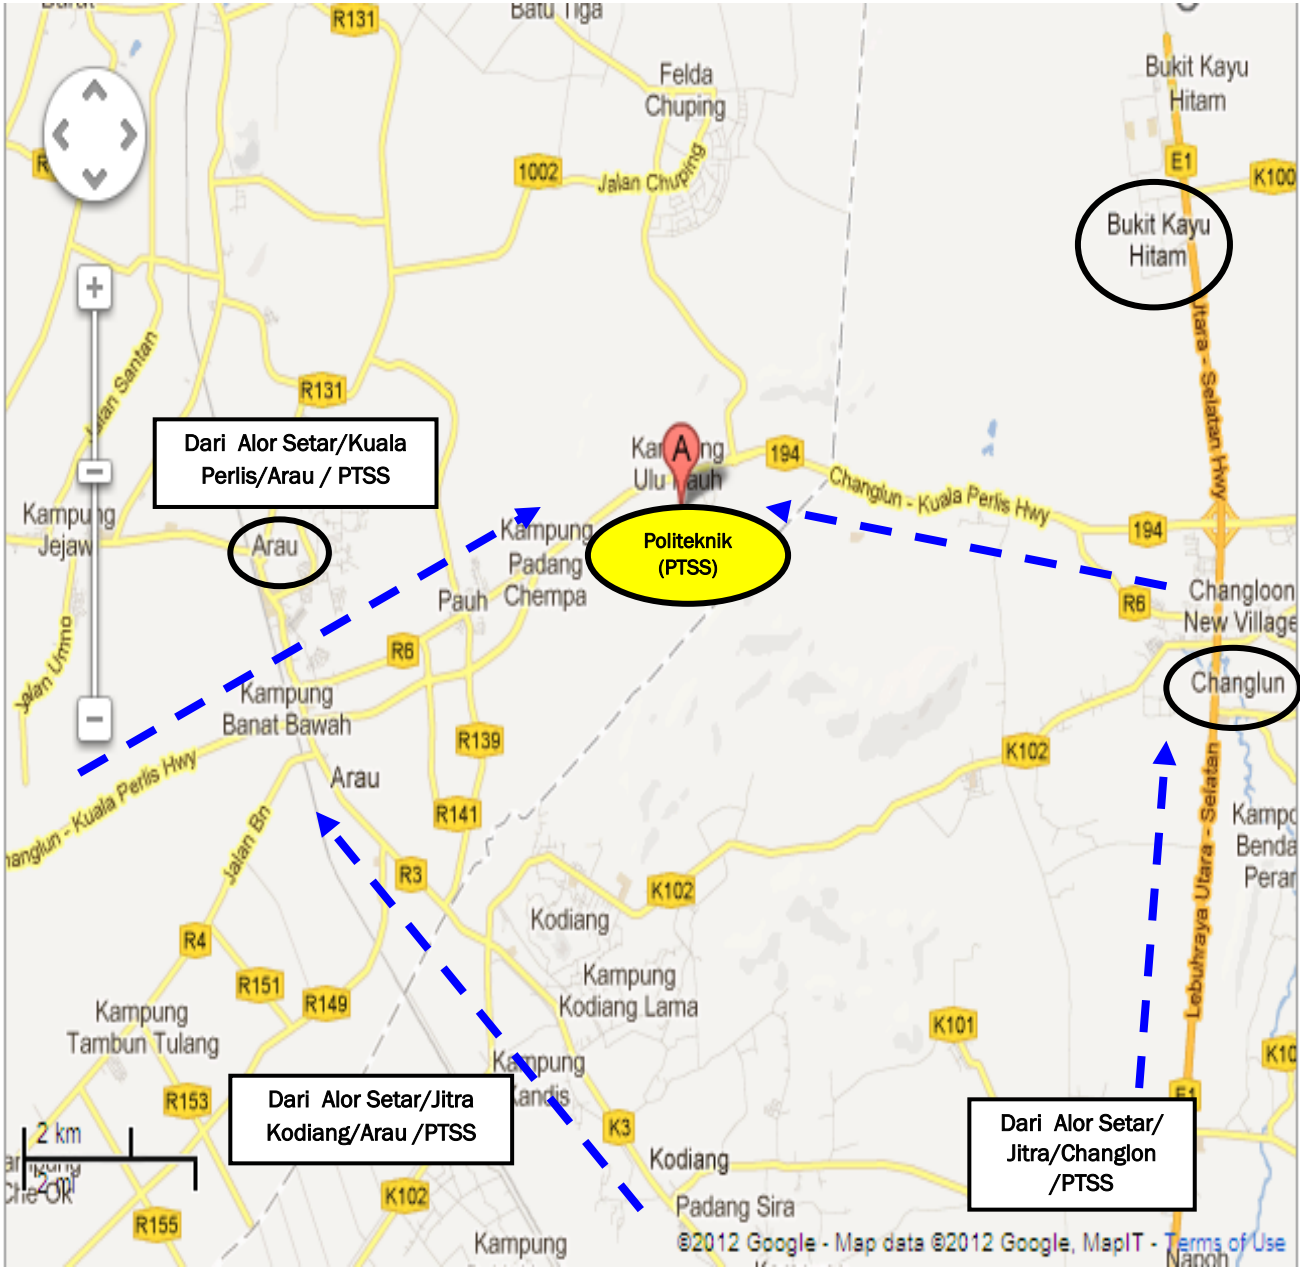 Batu Tiga
R131
Felda
Chuping
Bukit Kayu
Hitam
E1
K100
1002
Jalan Chuping
Bukit Kayu
Hitam
Utara - Selatan Hwy
Jalan Santan
R131
Dari Alor Setar/Kuala
Perlis/Arau / PTSS
A
Ulu Pauh
194
Changlun - Kuala Perlis Hwy
194
Kampung
Jejawi
Arau
Kampung
Padang
Chempa
Politeknik
(PTSS)
Pauh
R6
R6
Changloon
New Village
Changlun
Jalan Umno
Kampung
Banat Bawah
R139
K102
Changlun - Kuala Perlis Hwy
Arau
R141
Jalan Bn
R3
K102
Lebuhraya Utara - Selatan
Kodiang
R4
R151
R149
Kampung
Kodiang Lama
Kampung
Tambun Tulang
K101
Kampung
Kandis
R153
E1
Dari Alor Setar/Jitra
Kodiang/Arau /PTSS
Dari Alor Setar/
Jitra/Changlon
/PTSS
K3
2 km
2 mi
Kodiang
K102
Padang Sira
R155
Kampung
©2012 Google - Map data ©2012 Google, MapIT - Terms of Use
Napoh